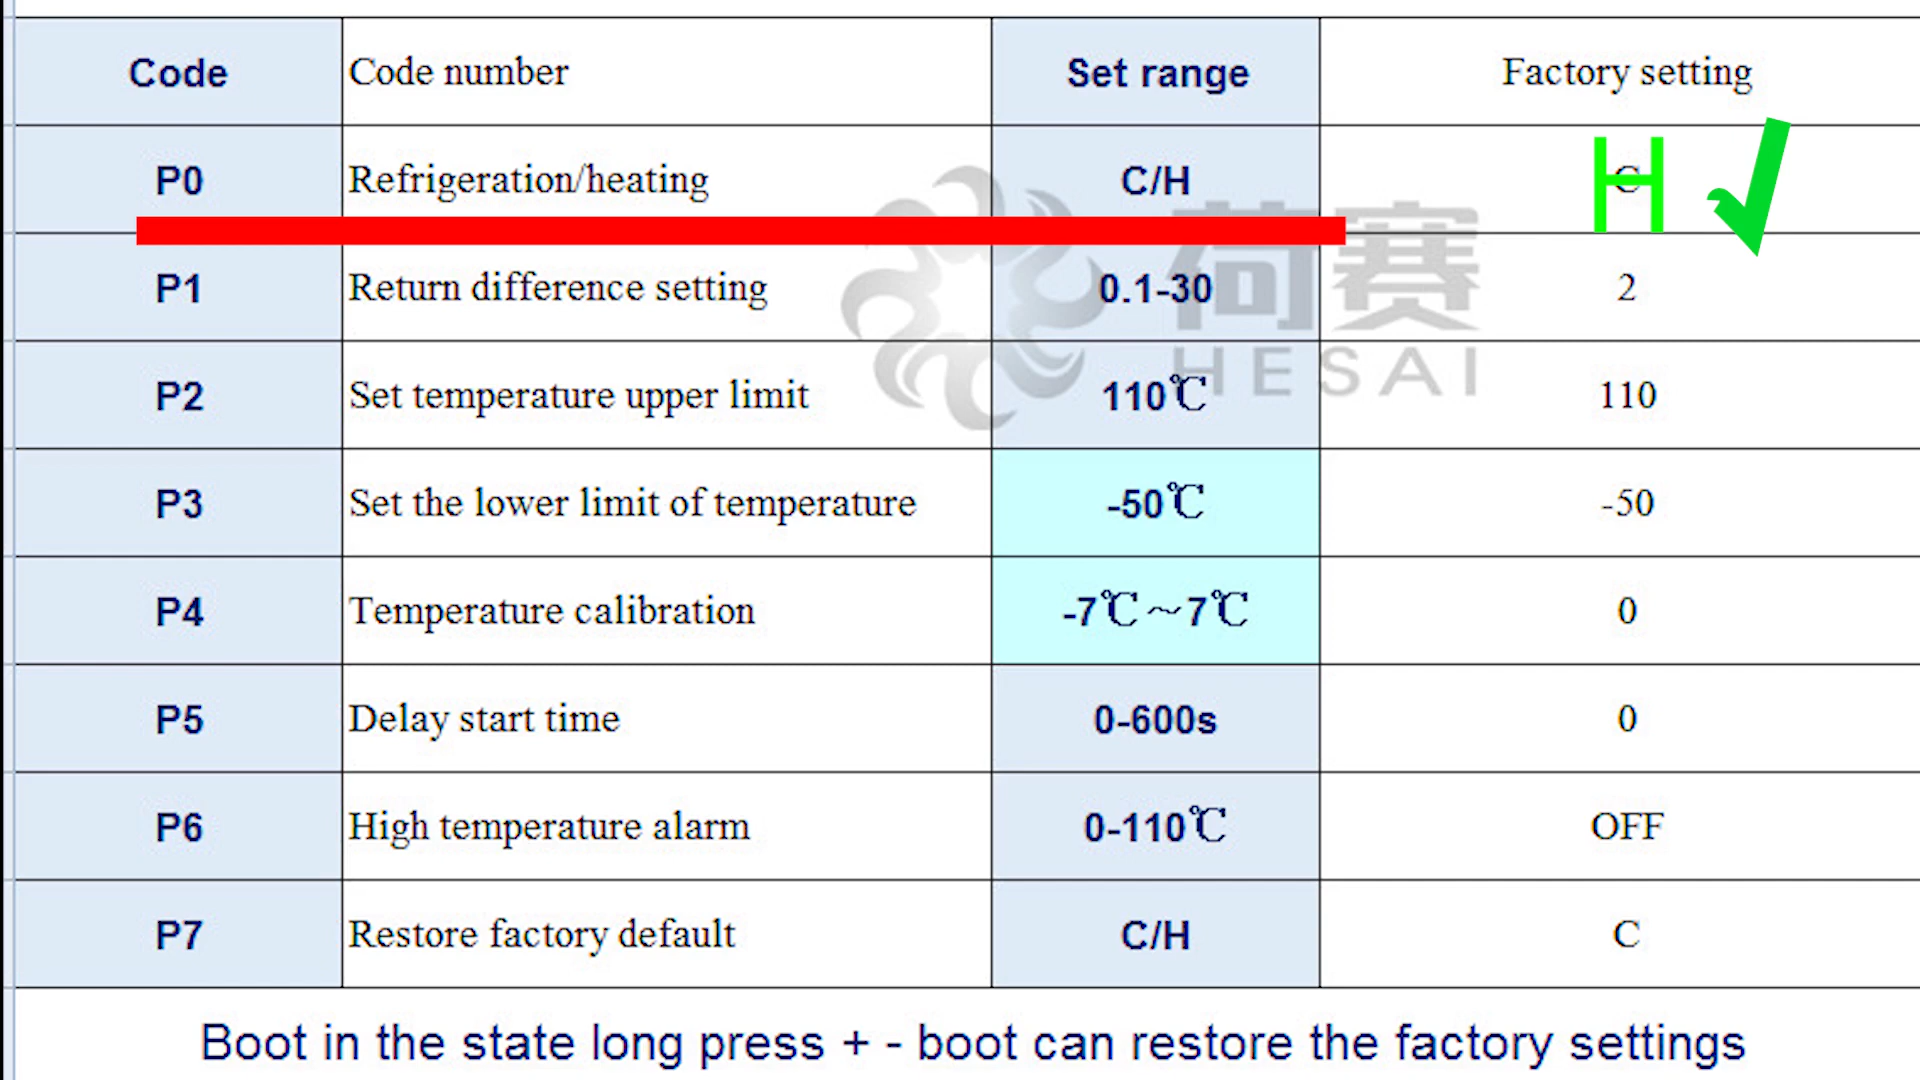 Code Code number Set range Factory setting
P0 Refrigeration/heating C/H C H
P1 Return difference setting 0.1-30 2
P2 Set temperature upper limit 110℃ 110
P3 Set the lower limit of temperature -50℃ -50
P4 Temperature calibration -7℃~7℃ 0
P5 Delay start time 0-600s 0
P6 High temperature alarm 0-110℃ OFF
P7 Restore factory default C/H C
Boot in the state long press + - boot can restore the factory settings
荷赛
HESAI